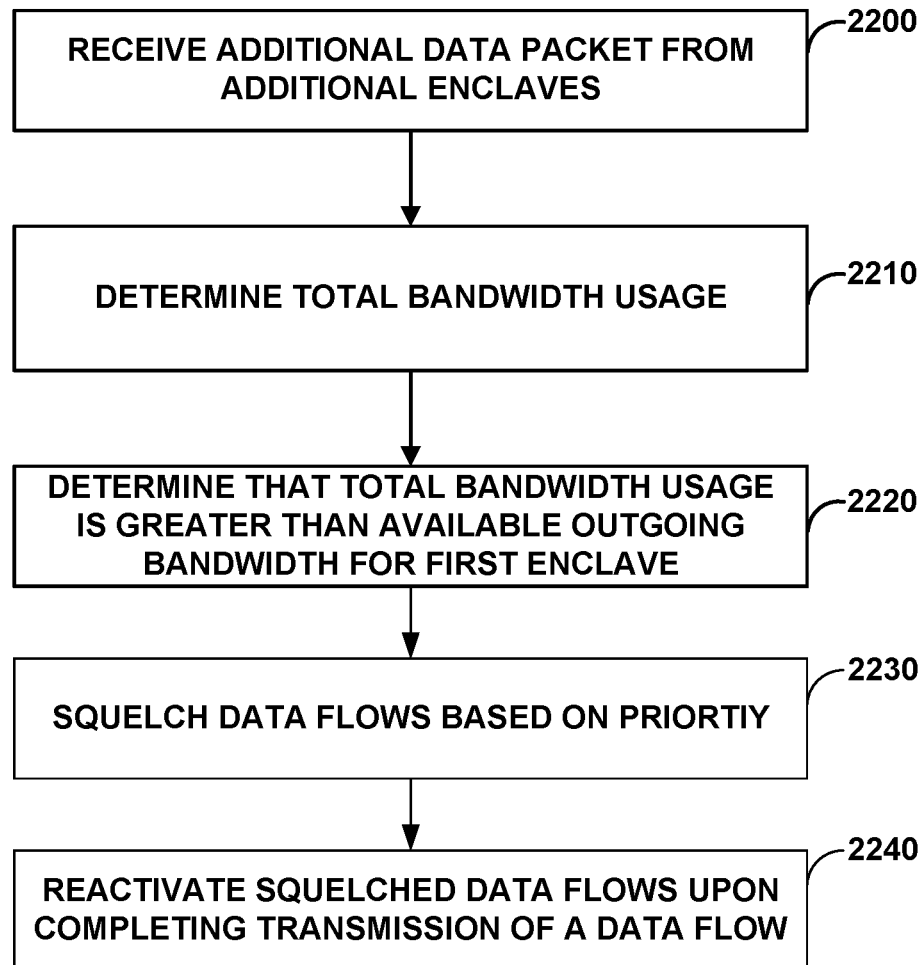 RECEIVE ADDITIONAL DATA PACKET FROM
ADDITIONAL ENCLAVES
2200
DETERMINE TOTAL BANDWIDTH USAGE
2210
DETERMINE THAT TOTAL BANDWIDTH USAGE
IS GREATER THAN AVAILABLE OUTGOING
BANDWIDTH FOR FIRST ENCLAVE
2220
SQUELCH DATA FLOWS BASED ON PRIORTIY
2230
REACTIVATE SQUELCHED DATA FLOWS UPON
COMPLETING TRANSMISSION OF A DATA FLOW
2240